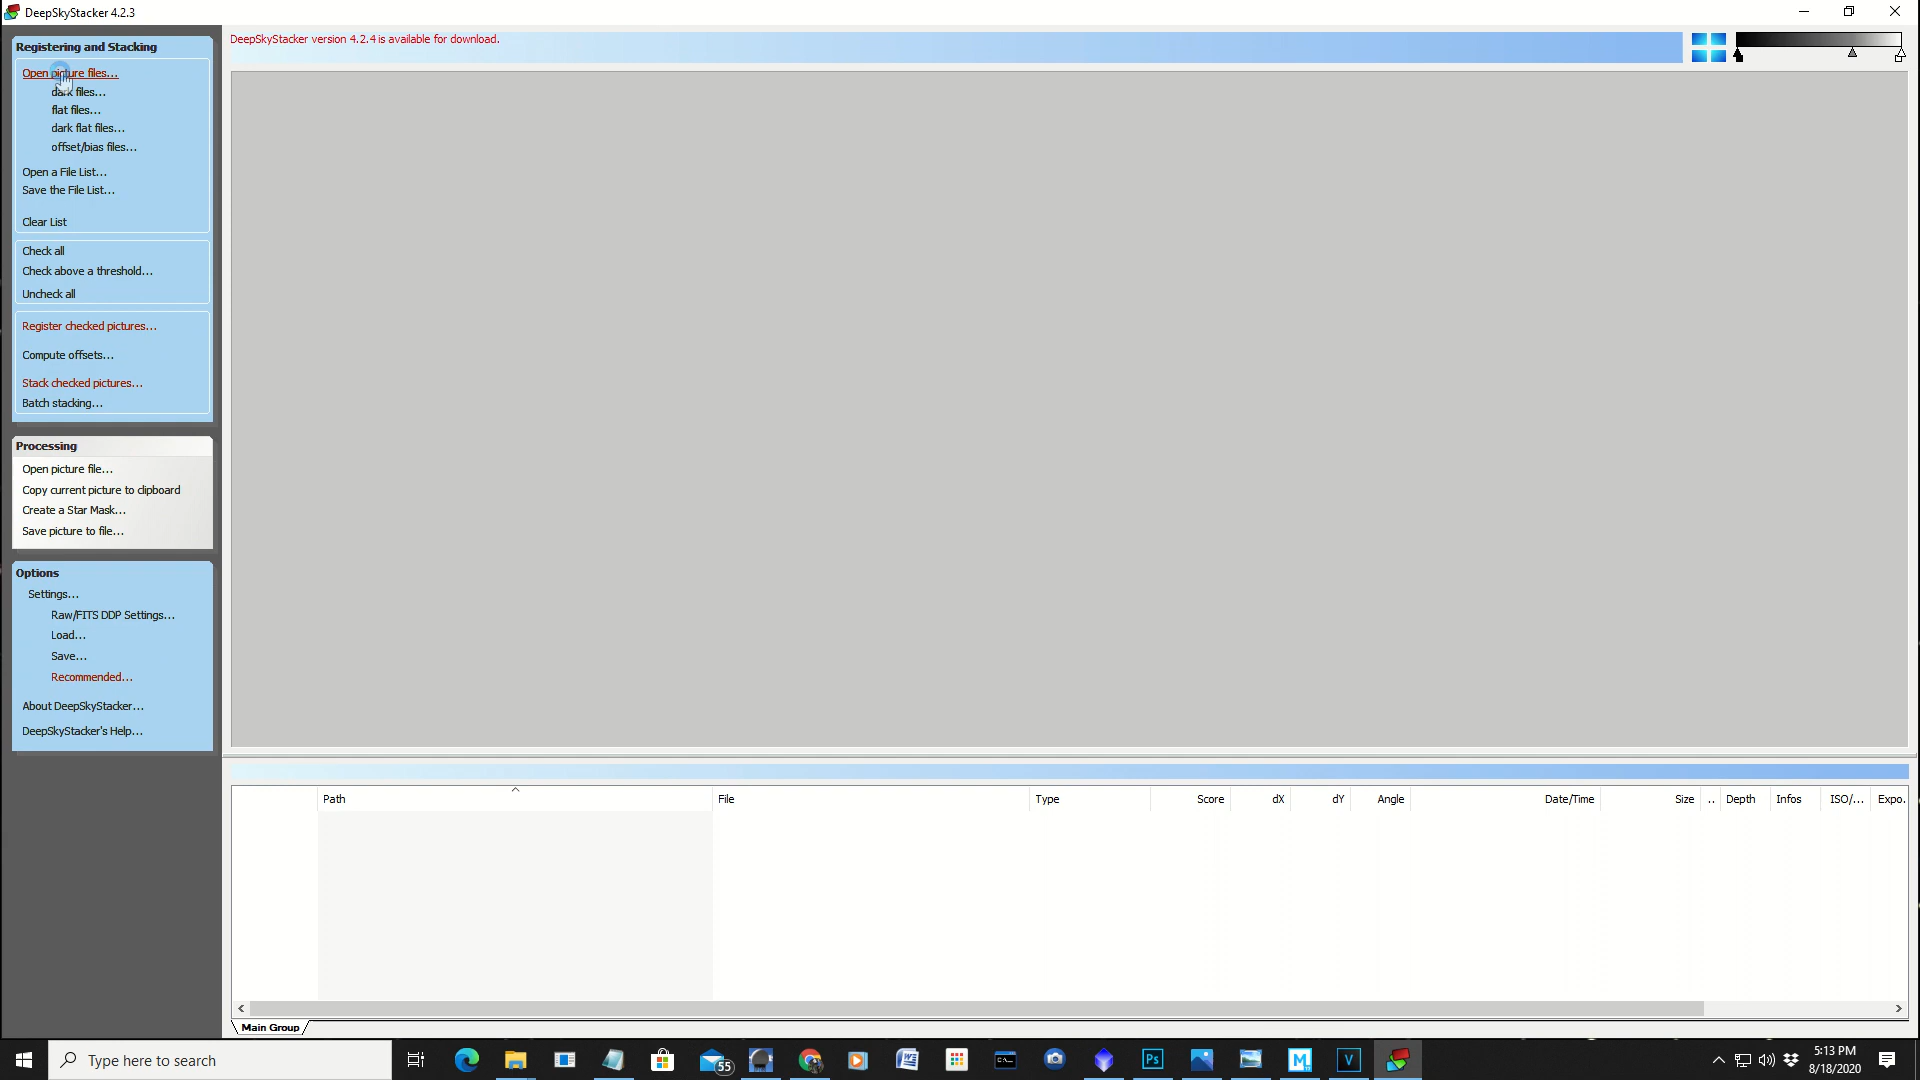 DeepSkyStacker 4.2.3
Registering and Stacking
Open picture files...
dark files...
flat files...
dark flat files...
offset/bias files...
Open a File List...
Save the File List...
Clear List
Check all
Check above a threshold...
Uncheck all
Register checked pictures...
Compute offsets...
Stack checked pictures...
Batch stacking...
Processing
Open picture file...
Copy current picture to clipboard
Create a Star Mask...
Save picture to file...
Options
Settings...
Raw/FITS DDP Settings...
Load...
Save...
Recommended...
About DeepSkyStacker...
DeepSkyStacker's Help...
DeepSkyStacker version 4.2.4 is available for download.
Path File Type Score dX dY Angle Date/Time Size .. Depth Infos ISO/... Expo.
Main Group
Type here to search
55
Ps
M
V
5:13 PM
8/18/2020